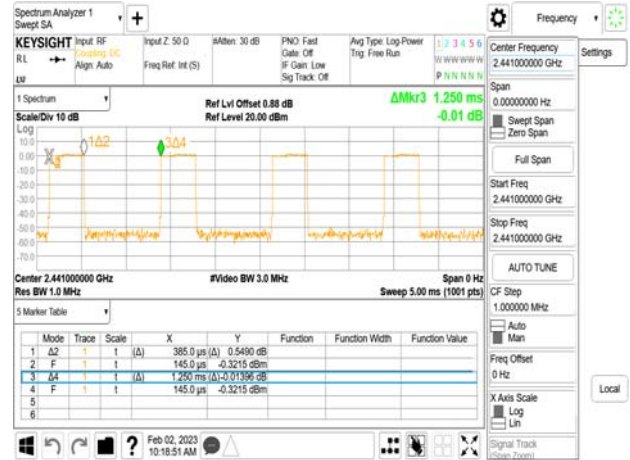 Spectrum Analyzer 1
Swept SA
+
Frequency
KEYSIGHT
RL
Input: RF
Coupling: DC
Align: Auto
Input Z: 50 Ω
Freq Ref: Int (S)
#Atten: 30 dB
PNO: Fast
Gate: Off
IF Gain: Low
Sig Track: Off
Avg Type: Log-Power
Trig: Free Run
1 2 3 4 5 6
W W W W W W
P N N N N N
1 Spectrum
Scale/Div 10 dB
Ref Lvl Offset 0.88 dB
Ref Level 20.00 dBm
ΔMkr3 1.250 ms
-0.01 dB
Log
10.0
0.00
-10.0
-20.0
-30.0
-40.0
-50.0
-60.0
-70.0
1Δ2
3Δ4
Center 2.441000000 GHz
Res BW 1.0 MHz
#Video BW 3.0 MHz
Span 0 Hz
Sweep 5.00 ms (1001 pts)
5 Marker Table
Mode Trace Scale X Y Function Function Width Function Value
1 Δ2 1 t (Δ) 385.0 µs (Δ) 0.5490 dB
2 F 1 t 145.0 µs -0.3215 dBm
3 Δ4 1 t (Δ) 1.250 ms (Δ) -0.01396 dB
4 F 1 t 145.0 µs -0.3215 dBm
5
6
Feb 02, 2023
10:18:51 AM
Center Frequency
2.441000000 GHz
Settings
Span
0.00000000 Hz
Swept Span
Zero Span
Full Span
Start Freq
2.441000000 GHz
Stop Freq
2.441000000 GHz
AUTO TUNE
CF Step
1.000000 MHz
Auto
Man
Freq Offset
0 Hz
X Axis Scale
Log
Lin
Signal Track
(Span Zoom)
Local